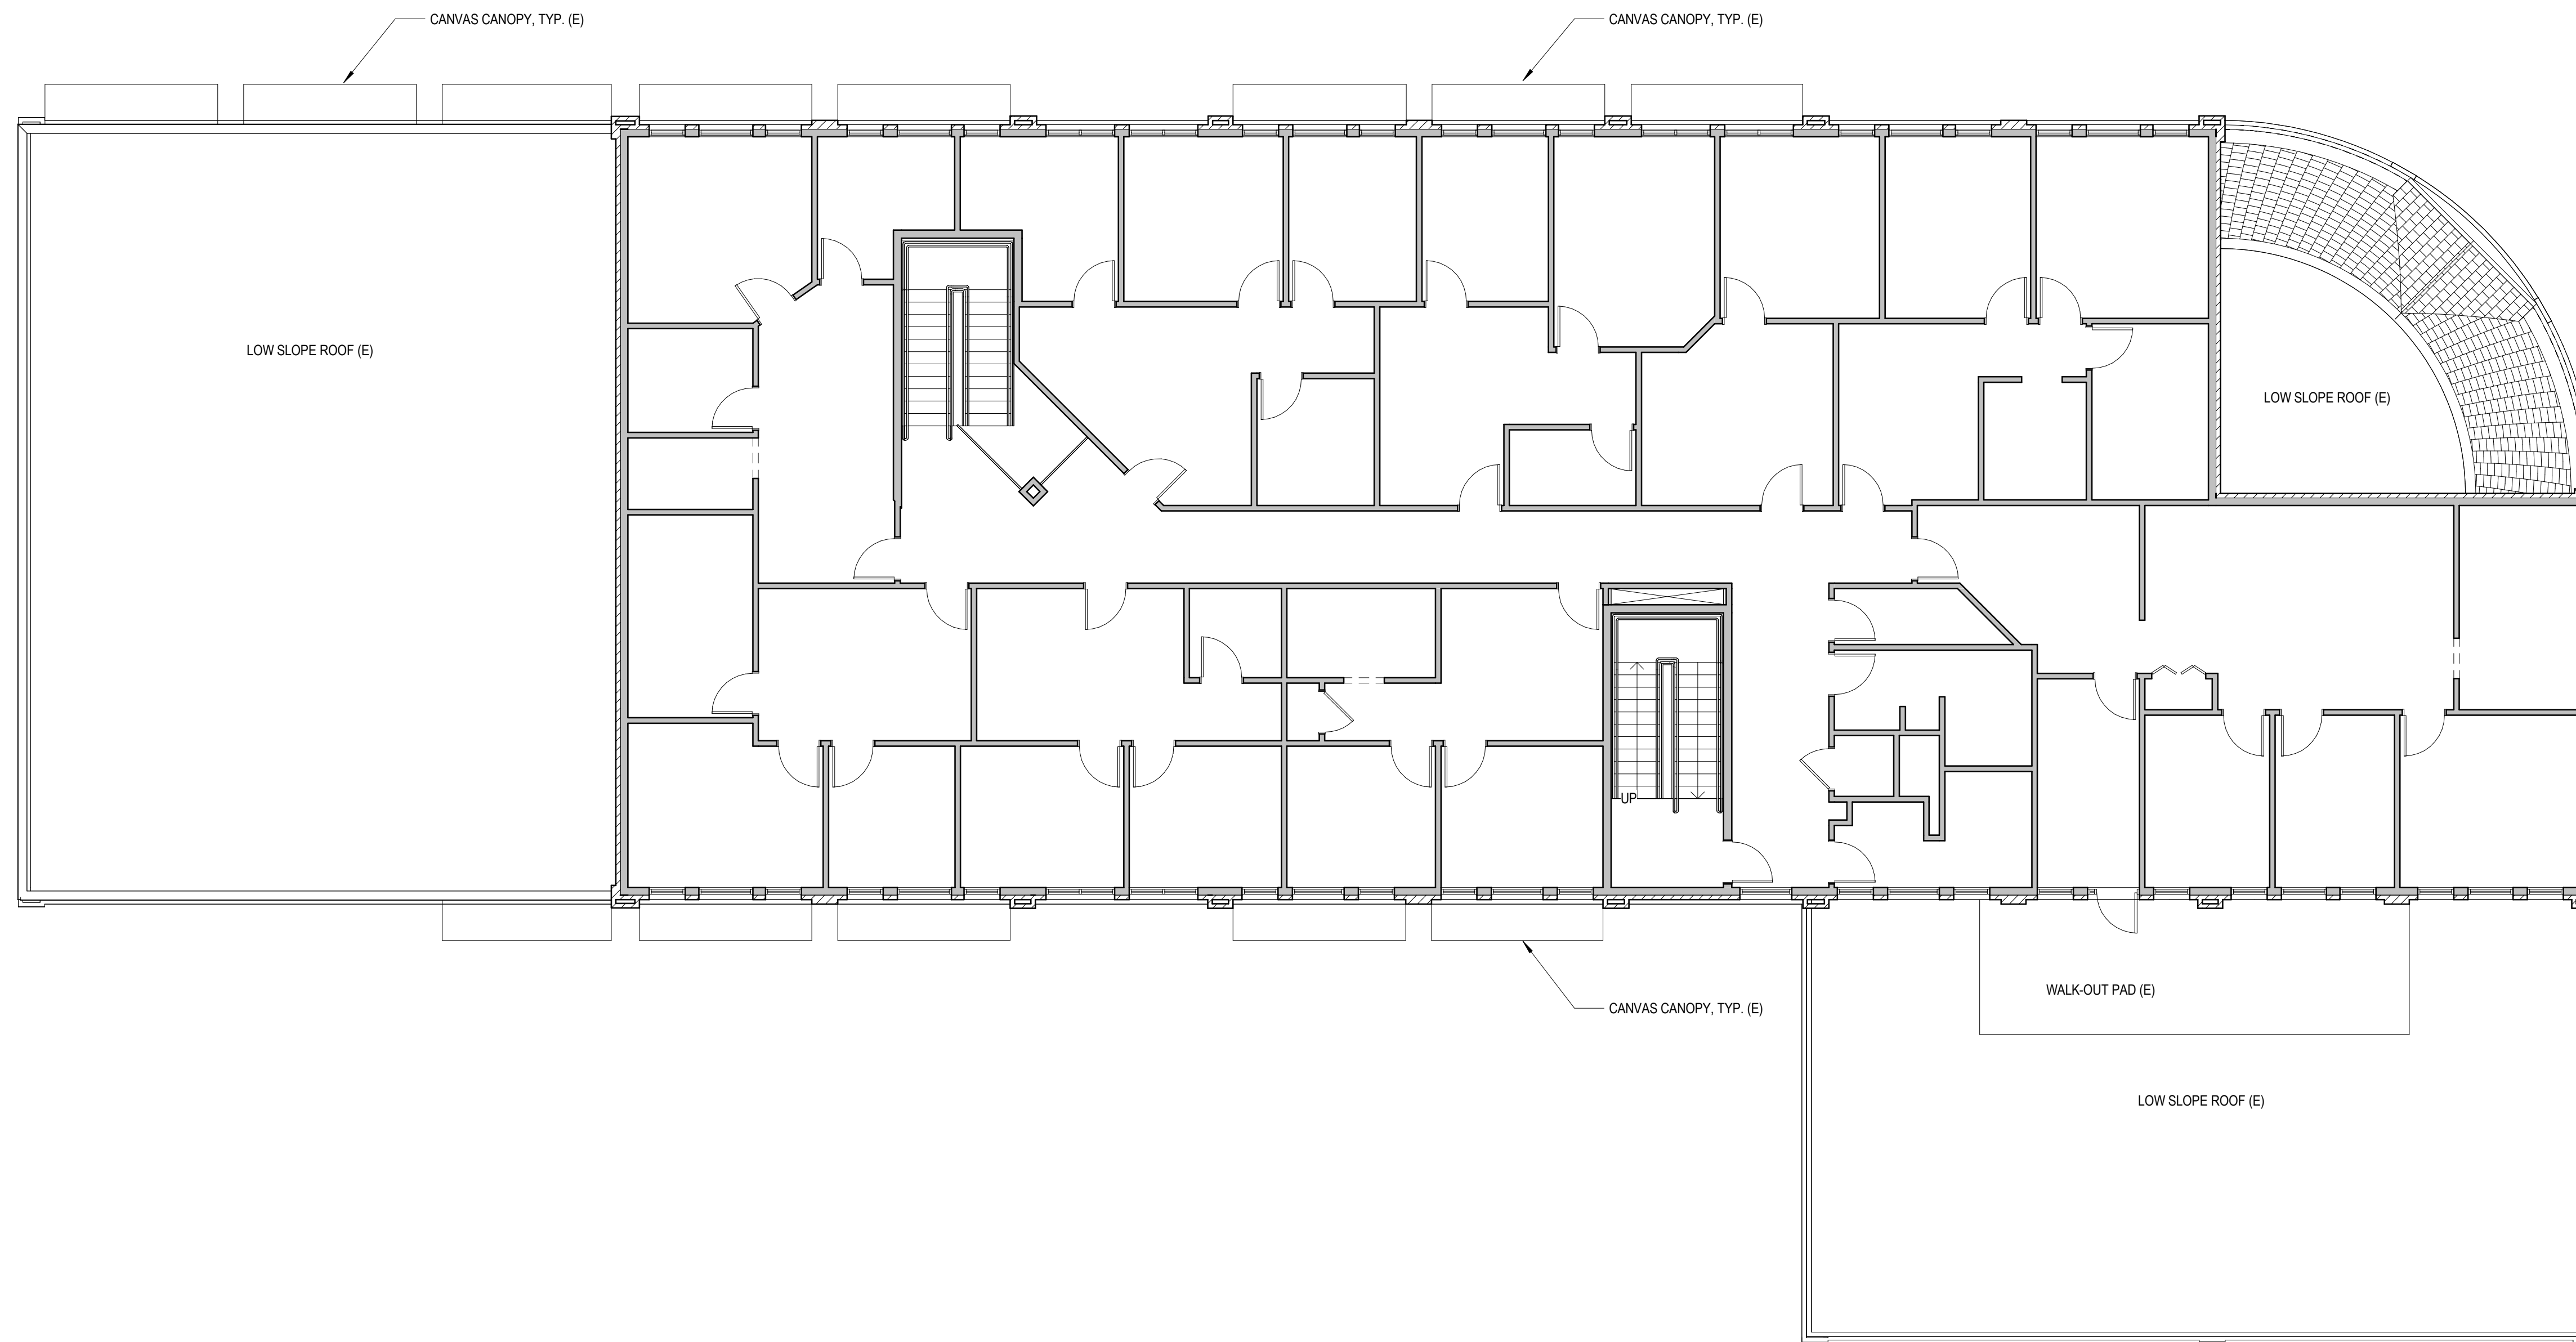 CANVAS CANOPY, TYP. (E)
CANVAS CANOPY, TYP. (E)
LOW SLOPE ROOF (E)
LOW SLOPE ROOF (E)
UP
WALK-OUT PAD (E)
CANVAS CANOPY, TYP. (E)
LOW SLOPE ROOF (E)